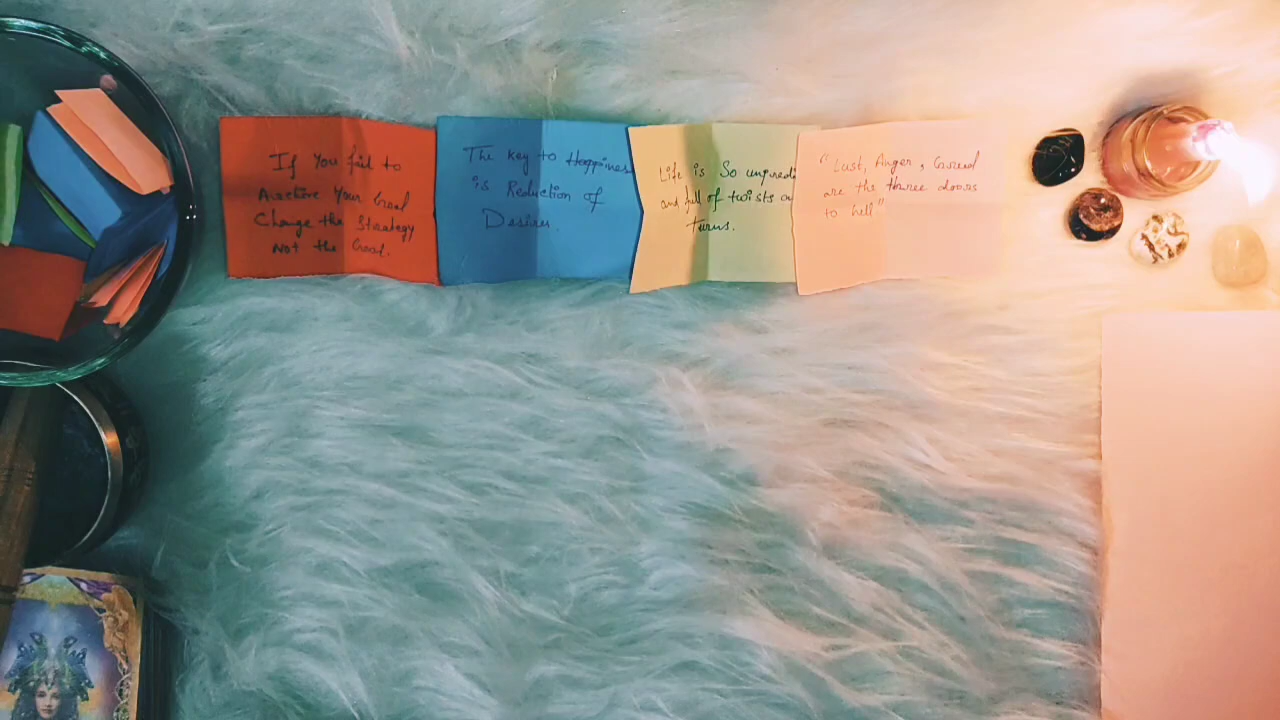 If You fail to
Achieve Your Goal
Change the Strategy
Not the Goal.
The Key to Happiness
is Reduction of
Desires.
Life is So unpredi
and full of twists a
turns.
"Lust, Anger, Greed
are the three doors
to hell"